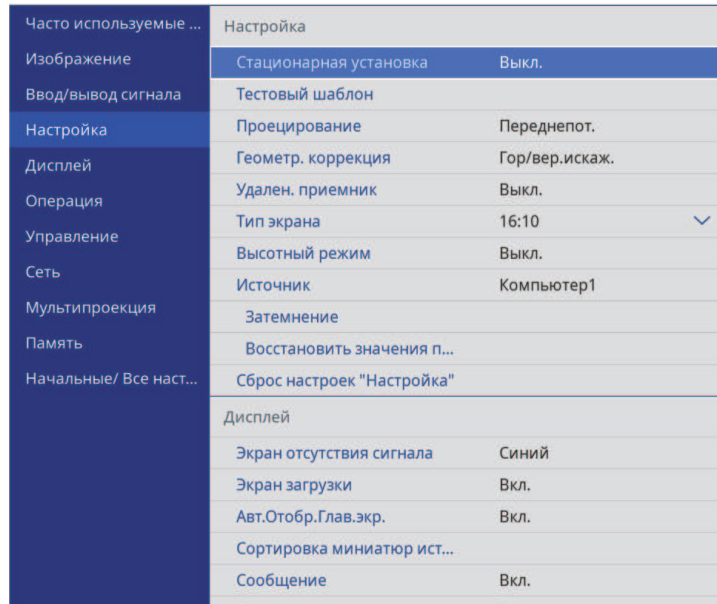 Часто используемые ...
Изображение
Ввод/вывод сигнала
Настройка
Дисплей
Операция
Управление
Сеть
Мультипроекция
Память
Начальные/ Все наст...
Настройка
Стационарная установка Выкл.
Тестовый шаблон
Проецирование Переднепот.
Геометр. коррекция Гор/вер.искаж.
Удален. приемник Выкл.
Тип экрана 16:10
Высотный режим Выкл.
Источник Компьютер1
Затемнение
Восстановить значения п...
Сброс настроек "Настройка"
Дисплей
Экран отсутствия сигнала Синий
Экран загрузки Вкл.
Авт.Отобр.Глав.экр. Вкл.
Сортировка миниатюр ист...
Сообщение Вкл.